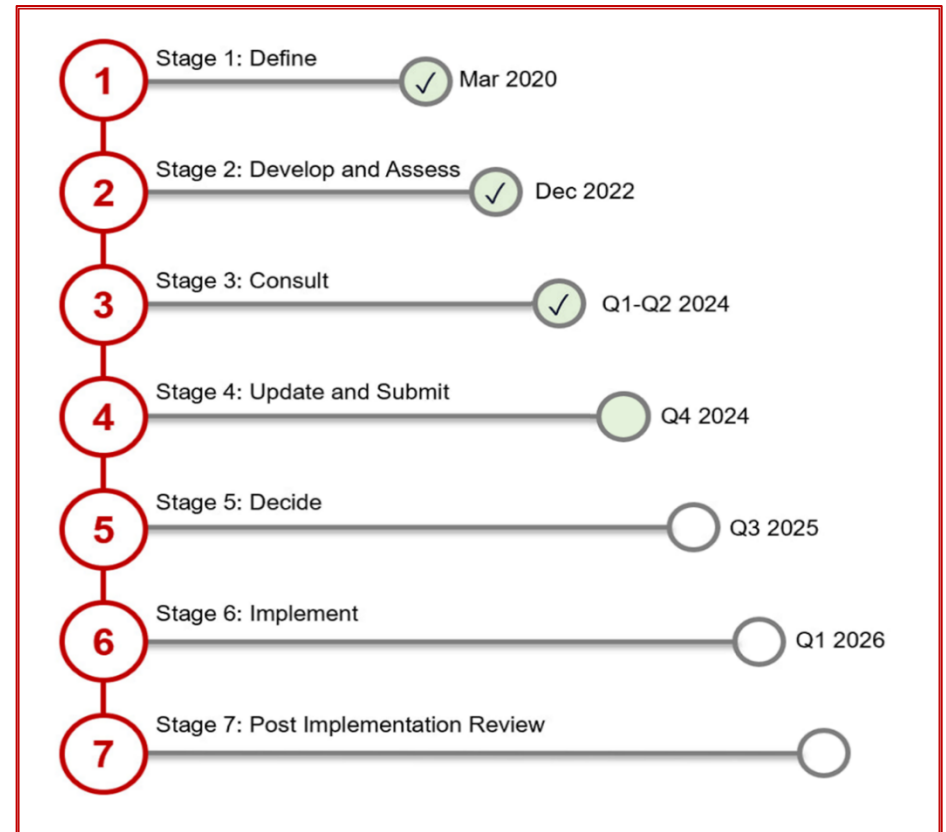 Stage 1: Define
1
✓
Mar 2020
Stage 2: Develop and Assess
2
✓
Dec 2022
Stage 3: Consult
3
✓
Q1-Q2 2024
Stage 4: Update and Submit
4
Q4 2024
Stage 5: Decide
5
Q3 2025
Stage 6: Implement
6
Q1 2026
Stage 7: Post Implementation Review
7